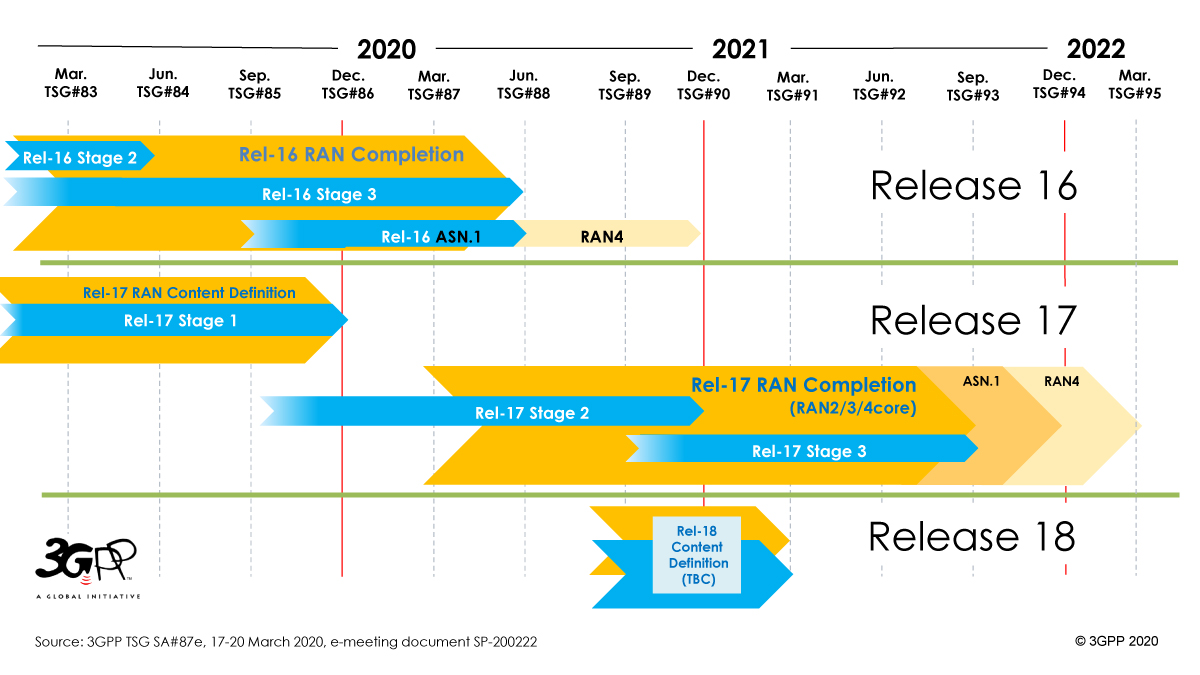 2020 2021 2022
Mar. Jun. Sep. Dec. Mar. Jun. Sep. Dec. Mar. Jun. Sep. Dec. Mar.
TSG#83 TSG#84 TSG#85 TSG#86 TSG#87 TSG#88 TSG#89 TSG#90 TSG#91 TSG#92 TSG#93 TSG#94 TSG#95
Rel-16 RAN Completion
Rel-16 Stage 2
Rel-16 Stage 3
Release 16
Rel-16 ASN.1
RAN4
Rel-17 RAN Content Definition
Rel-17 Stage 1
Release 17
Rel-17 RAN Completion
(RAN2/3/4core)
ASN.1
RAN4
Rel-17 Stage 2
Rel-17 Stage 3
Rel-18
Content
Definition
(TBC)
Release 18
3GPP
TM
A GLOBAL INITIATIVE
Source: 3GPP TSG SA#87e, 17-20 March 2020, e-meeting document SP-200222
© 3GPP 2020